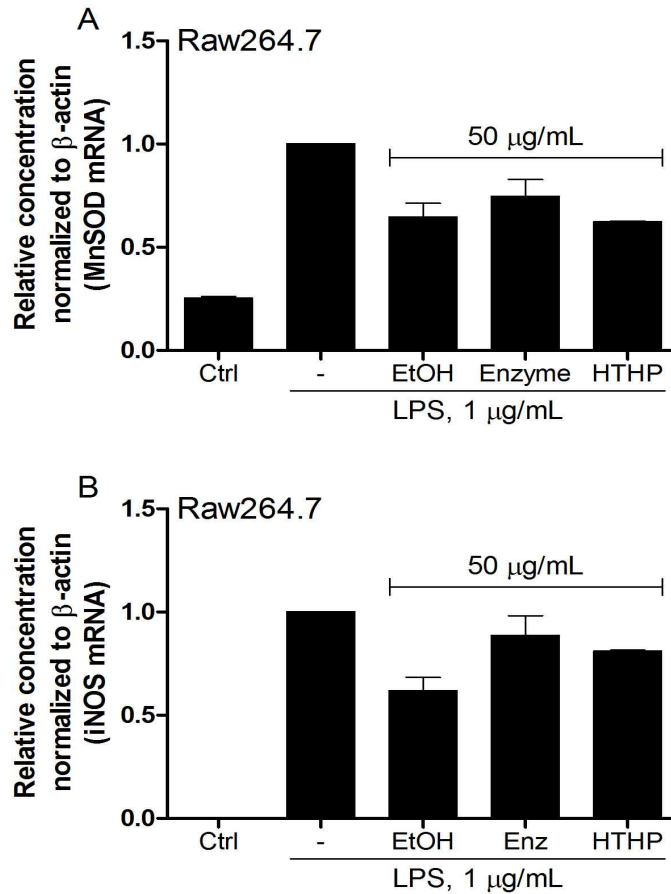 A
Raw264.7
Relative concentration
normalized to β-actin
(MnSOD mRNA)
1.5
1.0
0.5
0.0
50 μg/mL
Ctrl - EtOH Enzyme HTHP
LPS, 1 μg/mL
B
Raw264.7
Relative concentration
normalized to β-actin
(iNOS mRNA)
1.5
1.0
0.5
0.0
50 μg/mL
Ctrl - EtOH Enz HTHP
LPS, 1 μg/mL